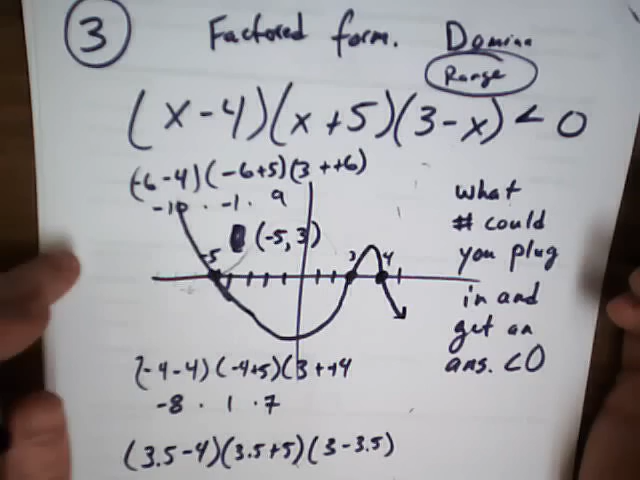 3 Factored form. Domian
Range
(x-4)(x+5)(3-x) < 0
(-6-4)(-6+5)(3++6)
-10 . -1 . 9
(-5,3)
-5 3 4
what
# could
you plug
in and
get an
ans. <0
(-4-4)(-4+5)(3++4
-8 . 1 . 7
(3.5-4)(3.5+5)(3-3.5)